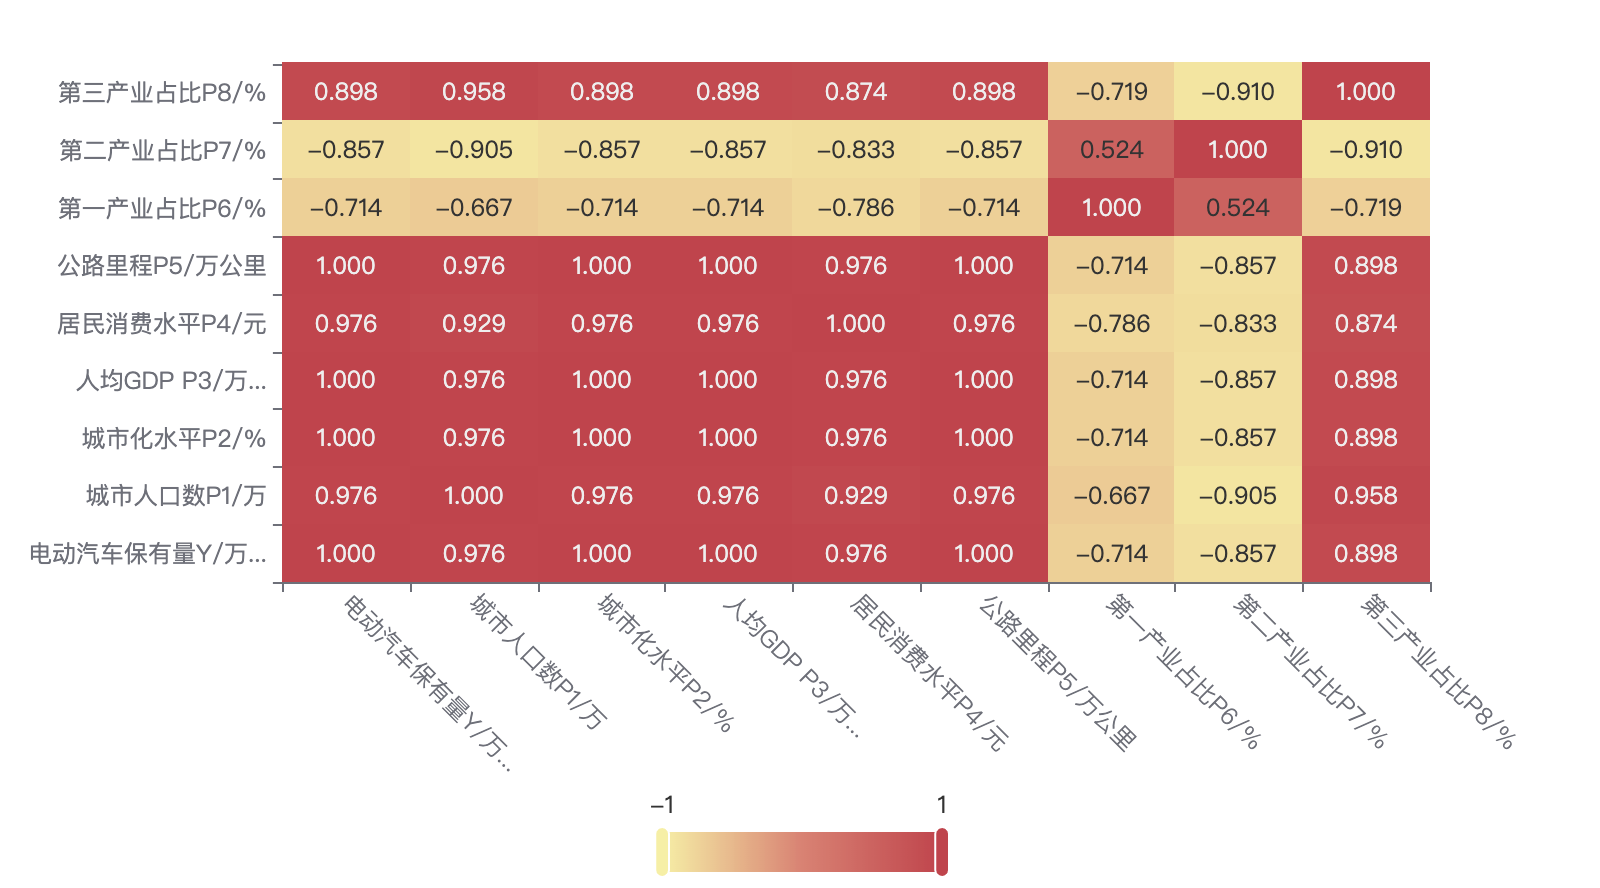 第三产业占比P8/% 0.898 0.958 0.898 0.898 0.874 0.898 −0.719 −0.910 1.000
第二产业占比P7/% −0.857 −0.905 −0.857 −0.857 −0.833 −0.857 0.524 1.000 −0.910
第一产业占比P6/% −0.714 −0.667 −0.714 −0.714 −0.786 −0.714 1.000 0.524 −0.719
公路里程P5/万公里 1.000 0.976 1.000 1.000 0.976 1.000 −0.714 −0.857 0.898
居民消费水平P4/元 0.976 0.929 0.976 0.976 1.000 0.976 −0.786 −0.833 0.874
人均GDP P3/万... 1.000 0.976 1.000 1.000 0.976 1.000 −0.714 −0.857 0.898
城市化水平P2/% 1.000 0.976 1.000 1.000 0.976 1.000 −0.714 −0.857 0.898
城市人口数P1/万 0.976 1.000 0.976 0.976 0.929 0.976 −0.667 −0.905 0.958
电动汽车保有量Y/万... 1.000 0.976 1.000 1.000 0.976 1.000 −0.714 −0.857 0.898
电动汽车保有量Y/万...
城市人口数P1/万
城市化水平P2/%
人均GDP P3/万...
居民消费水平P4/元
公路里程P5/万公里
第一产业占比P6/%
第二产业占比P7/%
第三产业占比P8/%
−1 1